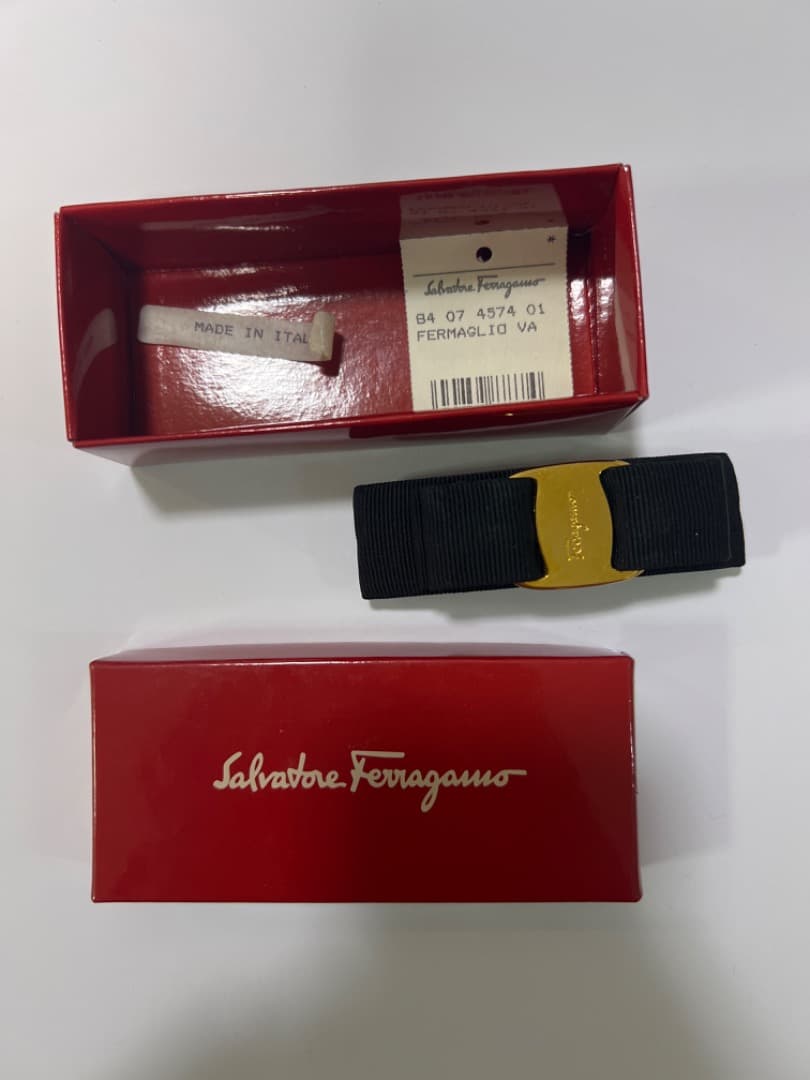 *
Salvatore Ferragamo
84 07 4574 01
FERMAGLIO VA
MADE IN ITAL
Ferragamo
Salvatore Ferragamo